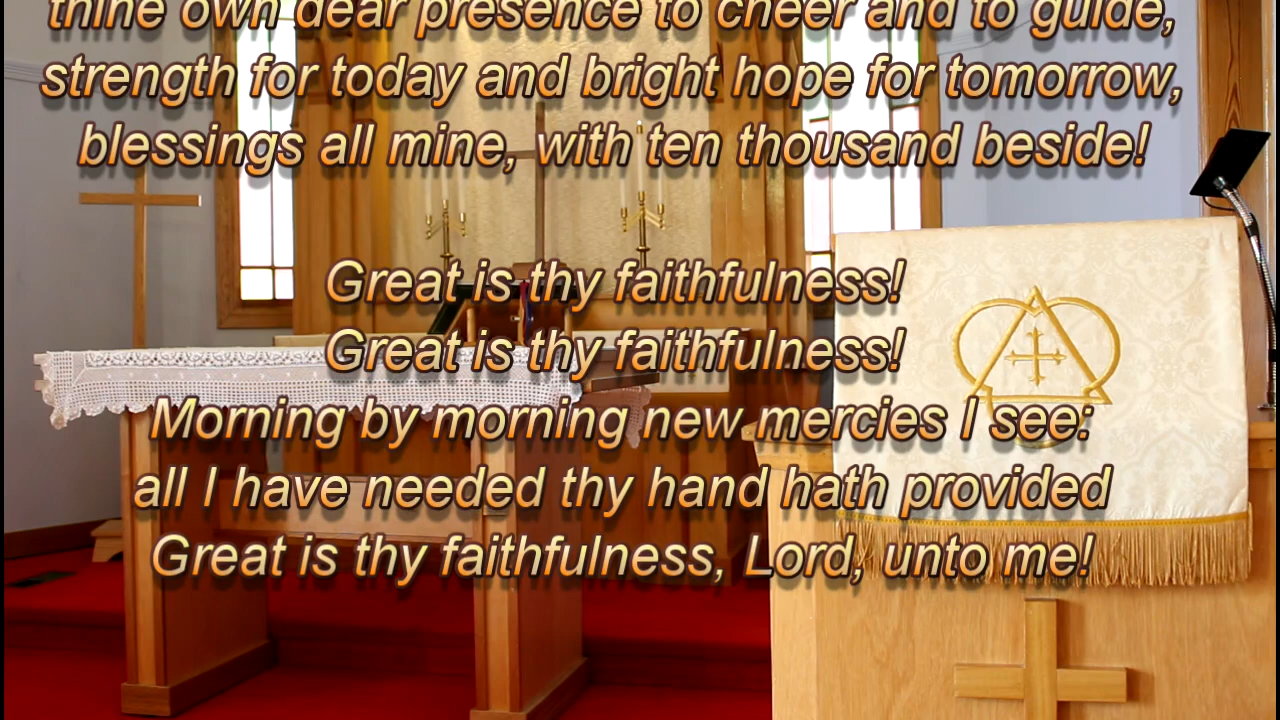 thine own dear presence to cheer and to guide,
strength for today and bright hope for tomorrow,
blessings all mine, with ten thousand beside!
Great is thy faithfulness!
Great is thy faithfulness!
Morning by morning new mercies I see:
all I have needed thy hand hath provided
Great is thy faithfulness, Lord, unto me!